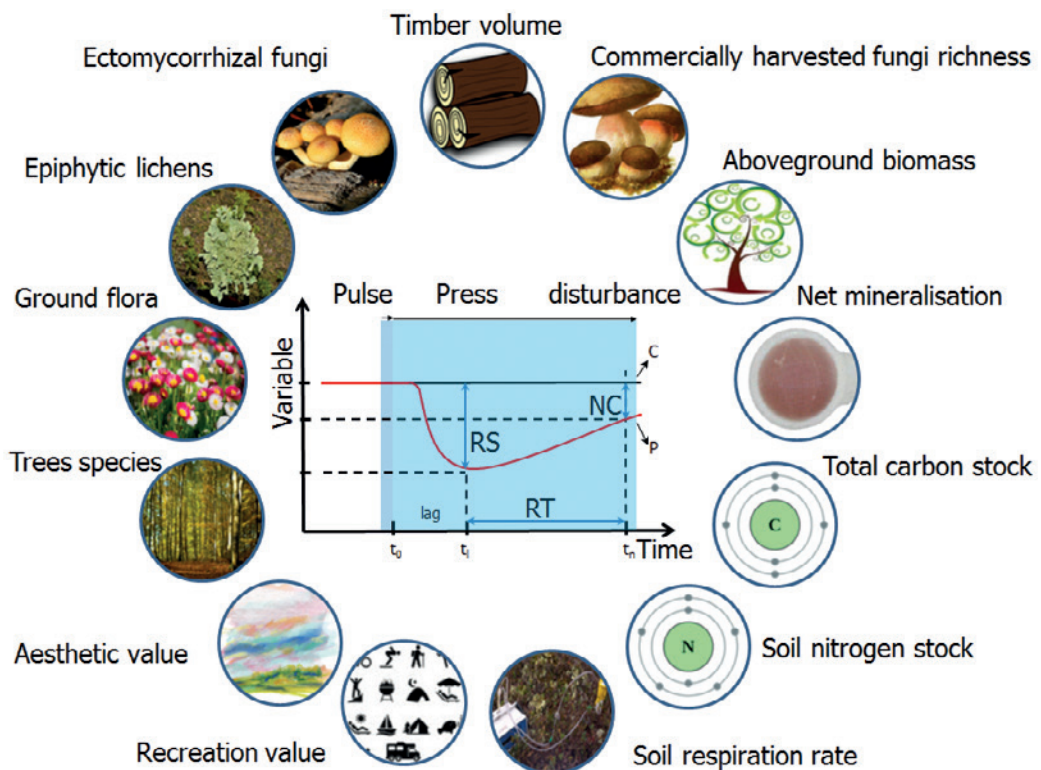 Timber volume
Ectomycorrhizal fungi
Commercially harvested fungi richness
Epiphytic lichens
Aboveground biomass
Ground flora
Pulse Press disturbance
Net mineralisation
Variable
C
NC
RS
P
Trees species
Total carbon stock
lag
RT
C
t₀
tᵢ
tₙ
Time
Aesthetic value
N
Soil nitrogen stock
Recreation value
Soil respiration rate